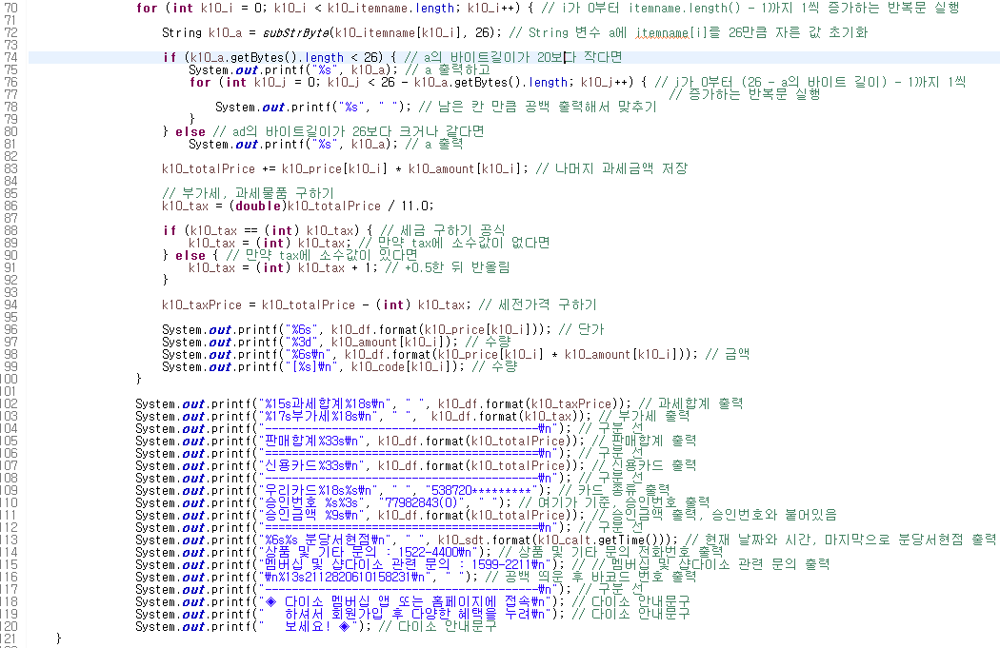 70 for (int k10_i = 0; k10_i < k10_itemname.length; k10_i++) { // i가 0부터 itemname.length() - 1까지 1씩 증가하는 반복문 실행
71
72 String k10_a = subStrByte(k10_itemname[k10_i], 26); // String 변수 a에 itemname[i]를 26만큼 자른 값 초기화
73
74 if (k10_a.getBytes().length < 26) { // a의 바이트길이가 20보다 작다면
75 System.out.printf("%s", k10_a); // a 출력하고
76 for (int k10_j = 0; k10_j < 26 - k10_a.getBytes().length; k10_j++) { // j가 0부터 (26 - a의 바이트 길이) - 1)까지 1씩
77 // 증가하는 반복문 실행
78 System.out.printf("%s", " "); // 남은 칸 만큼 공백 출력해서 맞추기
79 }
80 } else // ad의 바이트길이가 26보다 크거나 같다면
81 System.out.printf("%s", k10_a); // a 출력
82
83 k10_totalPrice += k10_price[k10_i] * k10_amount[k10_i]; // 나머지 과세금액 저장
84
85 // 부가세, 과세물품 구하기
86 k10_tax = (double)k10_totalPrice / 11.0;
87
88 if (k10_tax == (int) k10_tax) { // 세금 구하기 공식
89 k10_tax = (int) k10_tax; // 만약 tax에 소수값이 없다면
90 } else { // 만약 tax에 소수값이 있다면
91 k10_tax = (int) k10_tax + 1; // +0.5한 뒤 반올림
92 }
93
94 k10_taxPrice = k10_totalPrice - (int) k10_tax; // 세전가격 구하기
95
96 System.out.printf("%6s", k10_df.format(k10_price[k10_i])); // 단가
97 System.out.printf("%3d", k10_amount[k10_i]); // 수량
98 System.out.printf("%6s₩n", k10_df.format(k10_price[k10_i] * k10_amount[k10_i])); // 금액
99 System.out.printf("[%s]₩n", k10_code[k10_i]); // 수량
100 }
101
102 System.out.printf("%15s과세합계%18s₩n", " ", k10_df.format(k10_taxPrice)); // 과세합계 출력
103 System.out.printf("%17s부가세%18s₩n", " ", k10_df.format(k10_tax)); // 부가세 출력
104 System.out.printf("-----------------------------------------₩n"); // 구분 선
105 System.out.printf("판매합계%33s₩n", k10_df.format(k10_totalPrice)); // 판매합계 출력
106 System.out.printf("=========================================₩n"); // 구분 선
107 System.out.printf("신용카드%33s₩n", k10_df.format(k10_totalPrice)); // 신용카드 출력
108 System.out.printf("-----------------------------------------₩n"); // 구분 선
109 System.out.printf("우리카드%18s%s₩n", " ", "538720*********"); // 카드 종류 출력
110 System.out.printf("승인번호 %s%3s", "77982843(0)", " "); // 여기가 기준, 승인번호 출력
111 System.out.printf("승인금액 %9s₩n", k10_df.format(k10_totalPrice)); // 승인금액 출력, 승인번호와 붙어있음
112 System.out.printf("=========================================₩n"); // 구분 선
113 System.out.printf("%6s%s 분당서현점₩n", " ", k10_sdt.format(k10_calt.getTime())); // 현재 날짜와 시간, 마지막으로 분당서현점 출력
114 System.out.printf("상품 및 기타 문의 : 1522-4400₩n"); // 상품 및 기타 문의 전화번호 출력
115 System.out.printf("멤버십 및 샵다이소 관련 문의 : 1599-2211₩n"); // // 멤버십 및 샵다이소 관련 문의 출력
116 System.out.printf("₩n%13s2112820610158231₩n", " "); // 공백 띄운 후 바코드 번호 출력
117 System.out.printf("-----------------------------------------₩n"); // 구분 선
118 System.out.printf("◈ 다이소 멤버십 앱 또는 홈페이지에 접속₩n"); // 다이소 안내문구
119 System.out.printf(" 하셔서 회원가입 후 다양한 혜택을 누려₩n"); // 다이소 안내문구
120 System.out.printf(" 보세요! ◈"); // 다이소 안내문구
121 }